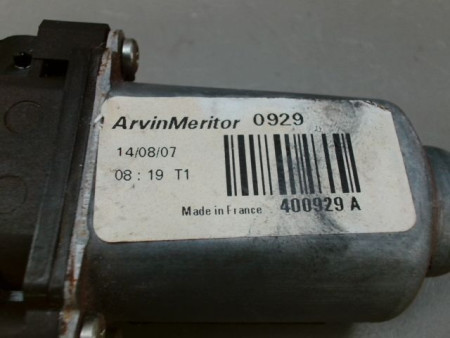 ArvinMeritor 0929
14/08/07
08 : 19 T1
Made in France 400929 A